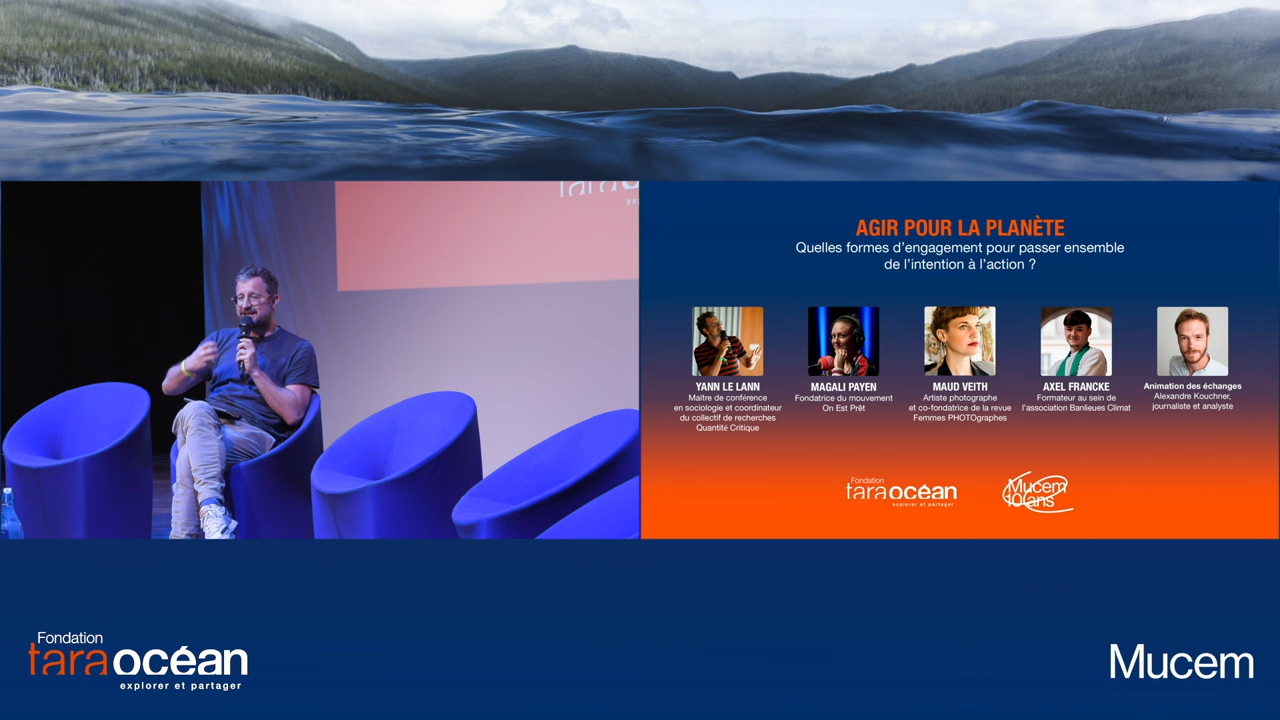 AGIR POUR LA PLANÈTE
Quelles formes d'engagement pour passer ensemble
de l'intention à l'action ?
YANN LE LANN
Maître de conférence
en sociologie et coordinateur
du collectif de recherches
Quantité Critique
MAGALI PAYEN
Fondatrice du mouvement
On Est Prêt
MAUD VEITH
Artiste photographe
et co-fondatrice de la revue
Femmes PHOTOgraphes
AXEL FRANCKE
Formateur au sein de
l'association Banlieues Climat
Animation des échanges
Alexandre Kouchner,
journaliste et analyste
Fondation
tara océan
explorer et partager
Mucem
10 ans
Fondation
tara océan
explorer et partager
Mucem